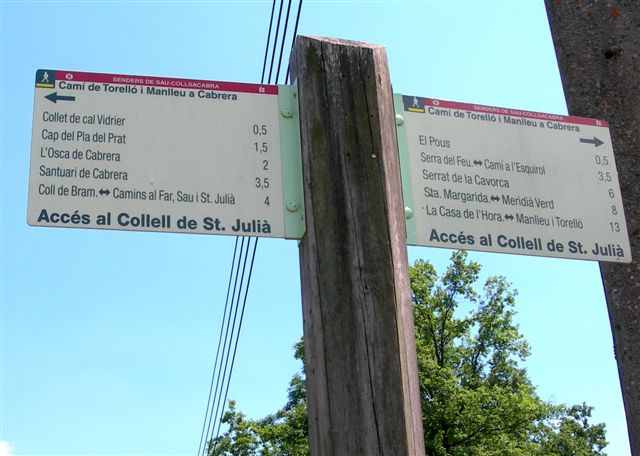 SENDERS DE SAU-COLLSACABRA
Camí de Torelló i Manlleu a Cabrera
Collet de cal Vidrier 0,5
Cap del Pla del Prat 1,5
L'Osca de Cabrera 2
Santuari de Cabrera 3,5
Coll de Bram. ↔ Camins al Far, Sau i St. Julià 4
Accés al Collell de St. Julià
SENDERS DE SAU-COLLSACABRA
Camí de Torelló i Manlleu a Cabrera
El Pous 0,5
Serra del Feu. ↔ Camí a l'Esquirol 3,5
Serrat de la Cavorca 6
Sta. Margarida. ↔ Meridià Verd 8
La Casa de l'Hora. ↔ Manlleu i Torelló 13
Accés al Collell de St. Julià